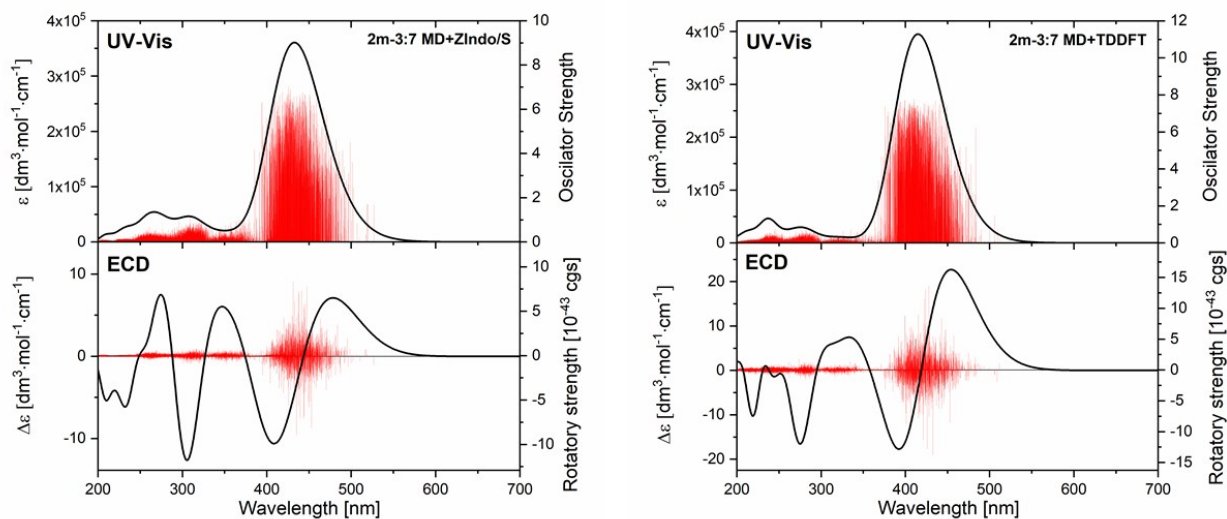 UV-Vis
2m-3:7 MD+ZIndo/S
4x10⁵
3x10⁵
2x10⁵
1x10⁵
0
ε [dm³·mol⁻¹·cm⁻¹]
10
8
6
4
2
0
Oscilator Strength
ECD
10
0
-10
Δε [dm³·mol⁻¹·cm⁻¹]
10
5
0
-5
-10
Rotatory strength [10⁻⁴³ cgs]
200 300 400 500 600 700
Wavelength [nm]
UV-Vis
2m-3:7 MD+TDDFT
4x10⁵
3x10⁵
2x10⁵
1x10⁵
0
ε [dm³·mol⁻¹·cm⁻¹]
12
10
8
6
4
2
0
Oscilator Strength
ECD
20
10
0
-10
-20
Δε [dm³·mol⁻¹·cm⁻¹]
15
10
5
0
-5
-10
-15
Rotatory strength [10⁻⁴³ cgs]
200 300 400 500 600 700
Wavelength [nm]